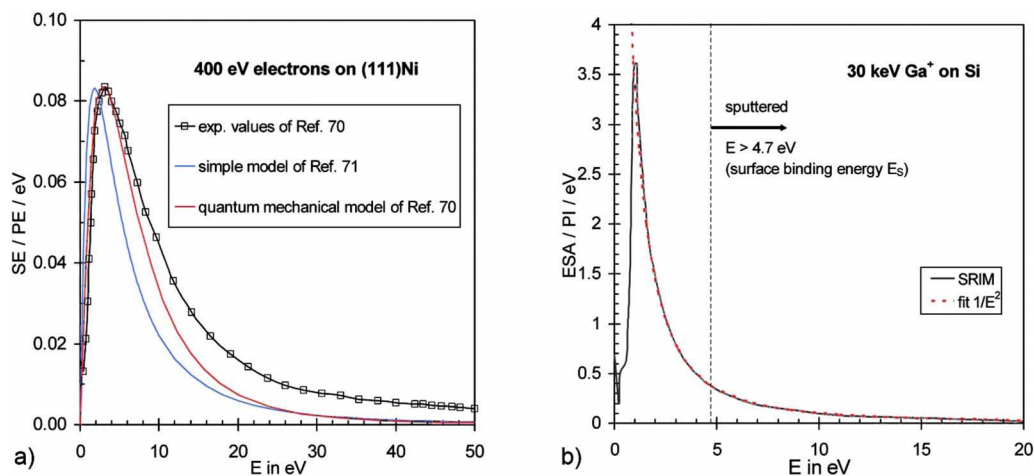 400 eV electrons on (111)Ni
exp. values of Ref. 70
simple model of Ref. 71
quantum mechanical model of Ref. 70
SE / PE / eV
0.10
0.08
0.06
0.04
0.02
0.00
0 10 20 30 40 50
E in eV
a)
30 keV Ga⁺ on Si
sputtered
E > 4.7 eV
(surface binding energy Eₛ)
SRIM
fit 1/E²
ESA / PI / eV
4
3.5
3
2.5
2
1.5
1
0.5
0
0 5 10 15 20
E in eV
b)